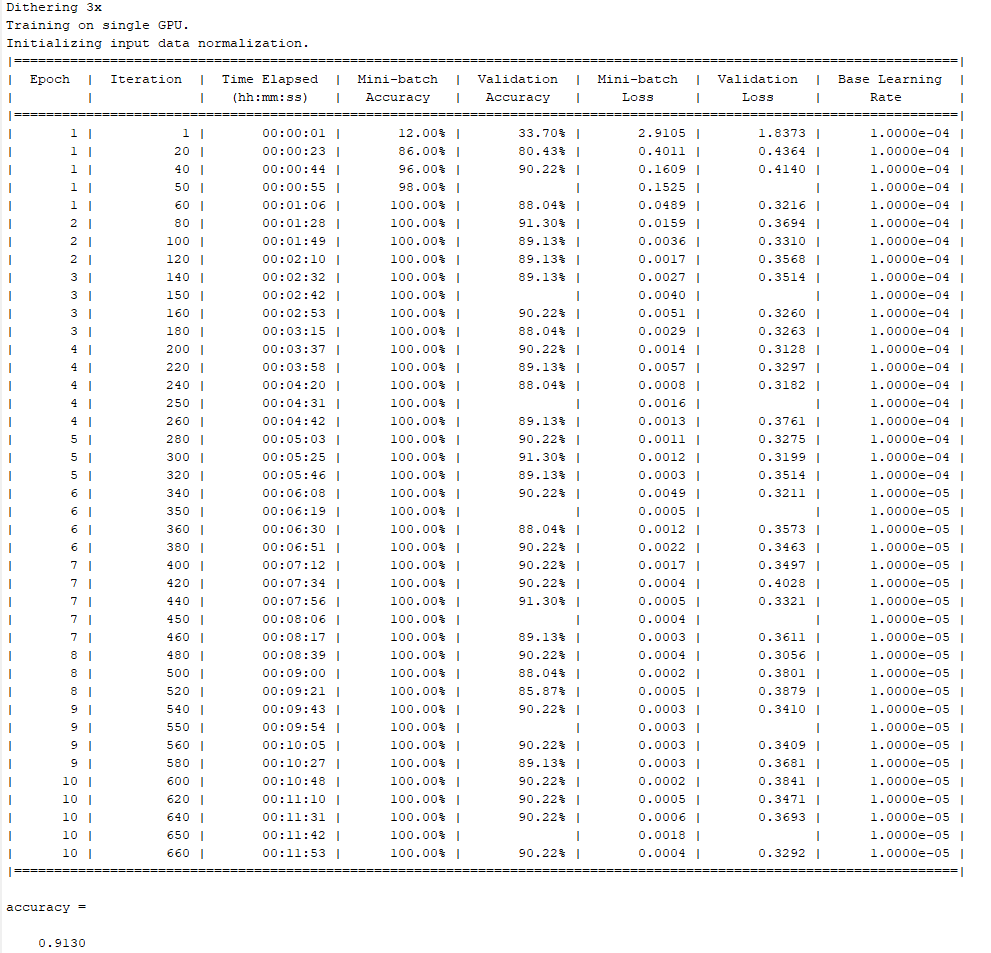 Dithering 3x
Training on single GPU.
Initializing input data normalization.
|======================================================================================================================|
| Epoch | Iteration | Time Elapsed | Mini-batch | Validation | Mini-batch | Validation | Base Learning |
| | | (hh:mm:ss) | Accuracy | Accuracy | Loss | Loss | Rate |
|======================================================================================================================|
| 1 | 1 | 00:00:01 | 12.00% | 33.70% | 2.9105 | 1.8373 | 1.0000e-04 |
| 1 | 20 | 00:00:23 | 86.00% | 80.43% | 0.4011 | 0.4364 | 1.0000e-04 |
| 1 | 40 | 00:00:44 | 96.00% | 90.22% | 0.1609 | 0.4140 | 1.0000e-04 |
| 1 | 50 | 00:00:55 | 98.00% | | 0.1525 | | 1.0000e-04 |
| 1 | 60 | 00:01:06 | 100.00% | 88.04% | 0.0489 | 0.3216 | 1.0000e-04 |
| 2 | 80 | 00:01:28 | 100.00% | 91.30% | 0.0159 | 0.3694 | 1.0000e-04 |
| 2 | 100 | 00:01:49 | 100.00% | 89.13% | 0.0036 | 0.3310 | 1.0000e-04 |
| 2 | 120 | 00:02:10 | 100.00% | 89.13% | 0.0017 | 0.3568 | 1.0000e-04 |
| 3 | 140 | 00:02:32 | 100.00% | 89.13% | 0.0027 | 0.3514 | 1.0000e-04 |
| 3 | 150 | 00:02:42 | 100.00% | | 0.0040 | | 1.0000e-04 |
| 3 | 160 | 00:02:53 | 100.00% | 90.22% | 0.0051 | 0.3260 | 1.0000e-04 |
| 3 | 180 | 00:03:15 | 100.00% | 88.04% | 0.0029 | 0.3263 | 1.0000e-04 |
| 4 | 200 | 00:03:37 | 100.00% | 90.22% | 0.0014 | 0.3128 | 1.0000e-04 |
| 4 | 220 | 00:03:58 | 100.00% | 89.13% | 0.0057 | 0.3297 | 1.0000e-04 |
| 4 | 240 | 00:04:20 | 100.00% | 88.04% | 0.0008 | 0.3182 | 1.0000e-04 |
| 4 | 250 | 00:04:31 | 100.00% | | 0.0016 | | 1.0000e-04 |
| 4 | 260 | 00:04:42 | 100.00% | 89.13% | 0.0013 | 0.3761 | 1.0000e-04 |
| 5 | 280 | 00:05:03 | 100.00% | 90.22% | 0.0011 | 0.3275 | 1.0000e-04 |
| 5 | 300 | 00:05:25 | 100.00% | 91.30% | 0.0012 | 0.3199 | 1.0000e-04 |
| 5 | 320 | 00:05:46 | 100.00% | 89.13% | 0.0003 | 0.3514 | 1.0000e-04 |
| 6 | 340 | 00:06:08 | 100.00% | 90.22% | 0.0049 | 0.3211 | 1.0000e-05 |
| 6 | 350 | 00:06:19 | 100.00% | | 0.0005 | | 1.0000e-05 |
| 6 | 360 | 00:06:30 | 100.00% | 88.04% | 0.0012 | 0.3573 | 1.0000e-05 |
| 6 | 380 | 00:06:51 | 100.00% | 90.22% | 0.0022 | 0.3463 | 1.0000e-05 |
| 7 | 400 | 00:07:12 | 100.00% | 90.22% | 0.0017 | 0.3497 | 1.0000e-05 |
| 7 | 420 | 00:07:34 | 100.00% | 90.22% | 0.0004 | 0.4028 | 1.0000e-05 |
| 7 | 440 | 00:07:56 | 100.00% | 91.30% | 0.0005 | 0.3321 | 1.0000e-05 |
| 7 | 450 | 00:08:06 | 100.00% | | 0.0004 | | 1.0000e-05 |
| 7 | 460 | 00:08:17 | 100.00% | 89.13% | 0.0003 | 0.3611 | 1.0000e-05 |
| 8 | 480 | 00:08:39 | 100.00% | 90.22% | 0.0004 | 0.3056 | 1.0000e-05 |
| 8 | 500 | 00:09:00 | 100.00% | 88.04% | 0.0002 | 0.3801 | 1.0000e-05 |
| 8 | 520 | 00:09:21 | 100.00% | 85.87% | 0.0005 | 0.3879 | 1.0000e-05 |
| 9 | 540 | 00:09:43 | 100.00% | 90.22% | 0.0003 | 0.3410 | 1.0000e-05 |
| 9 | 550 | 00:09:54 | 100.00% | | 0.0003 | | 1.0000e-05 |
| 9 | 560 | 00:10:05 | 100.00% | 90.22% | 0.0003 | 0.3409 | 1.0000e-05 |
| 9 | 580 | 00:10:27 | 100.00% | 89.13% | 0.0003 | 0.3681 | 1.0000e-05 |
| 10 | 600 | 00:10:48 | 100.00% | 90.22% | 0.0002 | 0.3841 | 1.0000e-05 |
| 10 | 620 | 00:11:10 | 100.00% | 90.22% | 0.0005 | 0.3471 | 1.0000e-05 |
| 10 | 640 | 00:11:31 | 100.00% | 90.22% | 0.0006 | 0.3693 | 1.0000e-05 |
| 10 | 650 | 00:11:42 | 100.00% | | 0.0018 | | 1.0000e-05 |
| 10 | 660 | 00:11:53 | 100.00% | 90.22% | 0.0004 | 0.3292 | 1.0000e-05 |
|======================================================================================================================|
accuracy =
0.9130